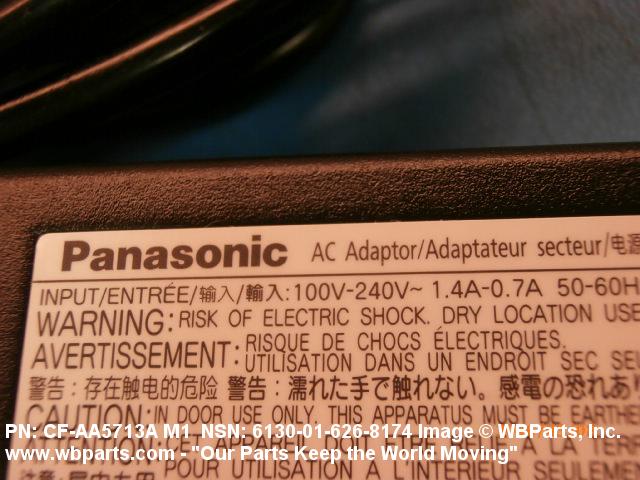 Panasonic AC Adaptor/Adaptateur secteur/电源
INPUT/ENTRÉE/输入/輸入:100V-240V~ 1.4A-0.7A 50-60H
WARNING: RISK OF ELECTRIC SHOCK. DRY LOCATION USE
AVERTISSEMENT: RISQUE DE CHOCS ÉLECTRIQUES.
UTILISATION DANS UN ENDROIT SEC SE
警告:存在触电的危险 警告:濡れた手で触れない。感電の恐れあ
CAUTION: IN DOOR USE ONLY. THIS APPARATUS MUST BE EARTHE
PN: CF-AA5713A M1 NSN: 6130-01-626-8174 Image © WBParts, Inc.
www.wbparts.com - "Our Parts Keep the World Moving"
POUR UTILISATION À L'INTÉRIEUR SEULEME